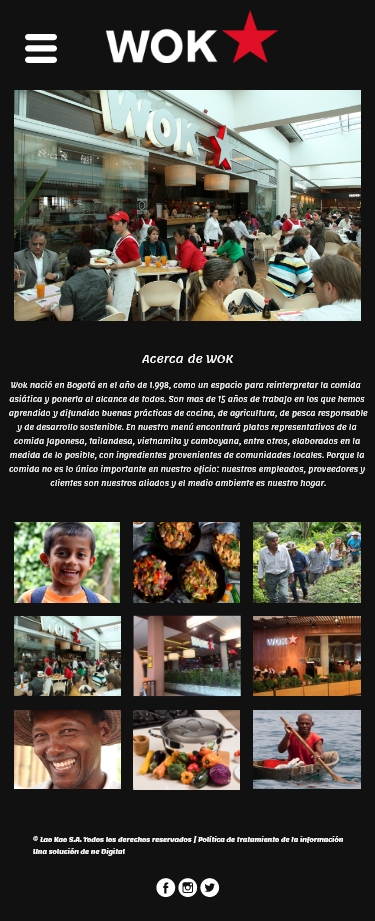 WOK
WOK
Acerca de WOK
Wok nació en Bogotá en el año de 1.998, como un espacio para reinterpretar la comida
asiática y ponerla al alcance de todos. Son mas de 15 años de trabajo en los que hemos
aprendido y difundido buenas prácticas de cocina, de agricultura, de pesca responsable
y de desarrollo sostenible. En nuestro menú encontrará platos representativos de la
comida japonesa, tailandesa, vietnamita y camboyana, entre otros, elaborados en la
medida de lo posible, con ingredientes provenientes de comunidades locales. Porque la
comida no es lo único importante en nuestro oficio: nuestros empleados, proveedores y
clientes son nuestros aliados y el medio ambiente es nuestro hogar.
WOK
WOK
WOK
© Lao Kao S.A. Todos los derechos reservados | Política de tratamiento de la información
Una solución de ne Digital